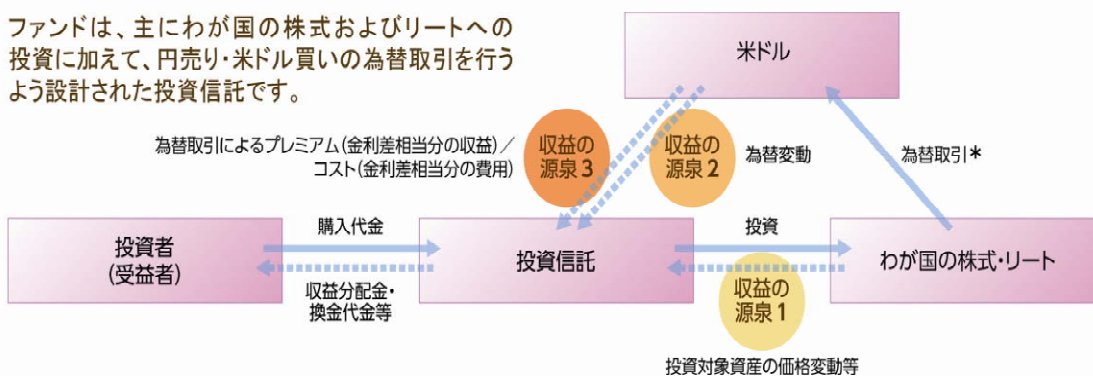 ファンドは、主にわが国の株式およびリートへの
投資に加えて、円売り・米ドル買いの為替取引を行う
よう設計された投資信託です。
米ドル
為替取引によるプレミアム(金利差相当分の収益)／
コスト(金利差相当分の費用)
収益の
源泉3
収益の
源泉2
為替変動
為替取引＊
投資者
(受益者)
購入代金
収益分配金・
換金代金等
投資信託
投資
収益の
源泉1
投資対象資産の価格変動等
わが国の株式・リート